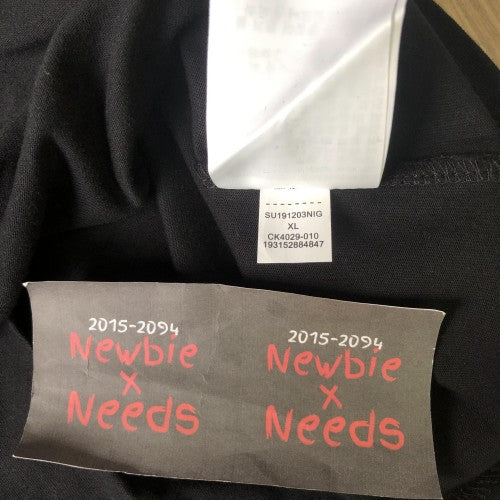 SU191203NIG
XL
CK4029-010
193152884847
2015-2094
Newbie
x
Needs
2015-2094
Newbie
x
Needs